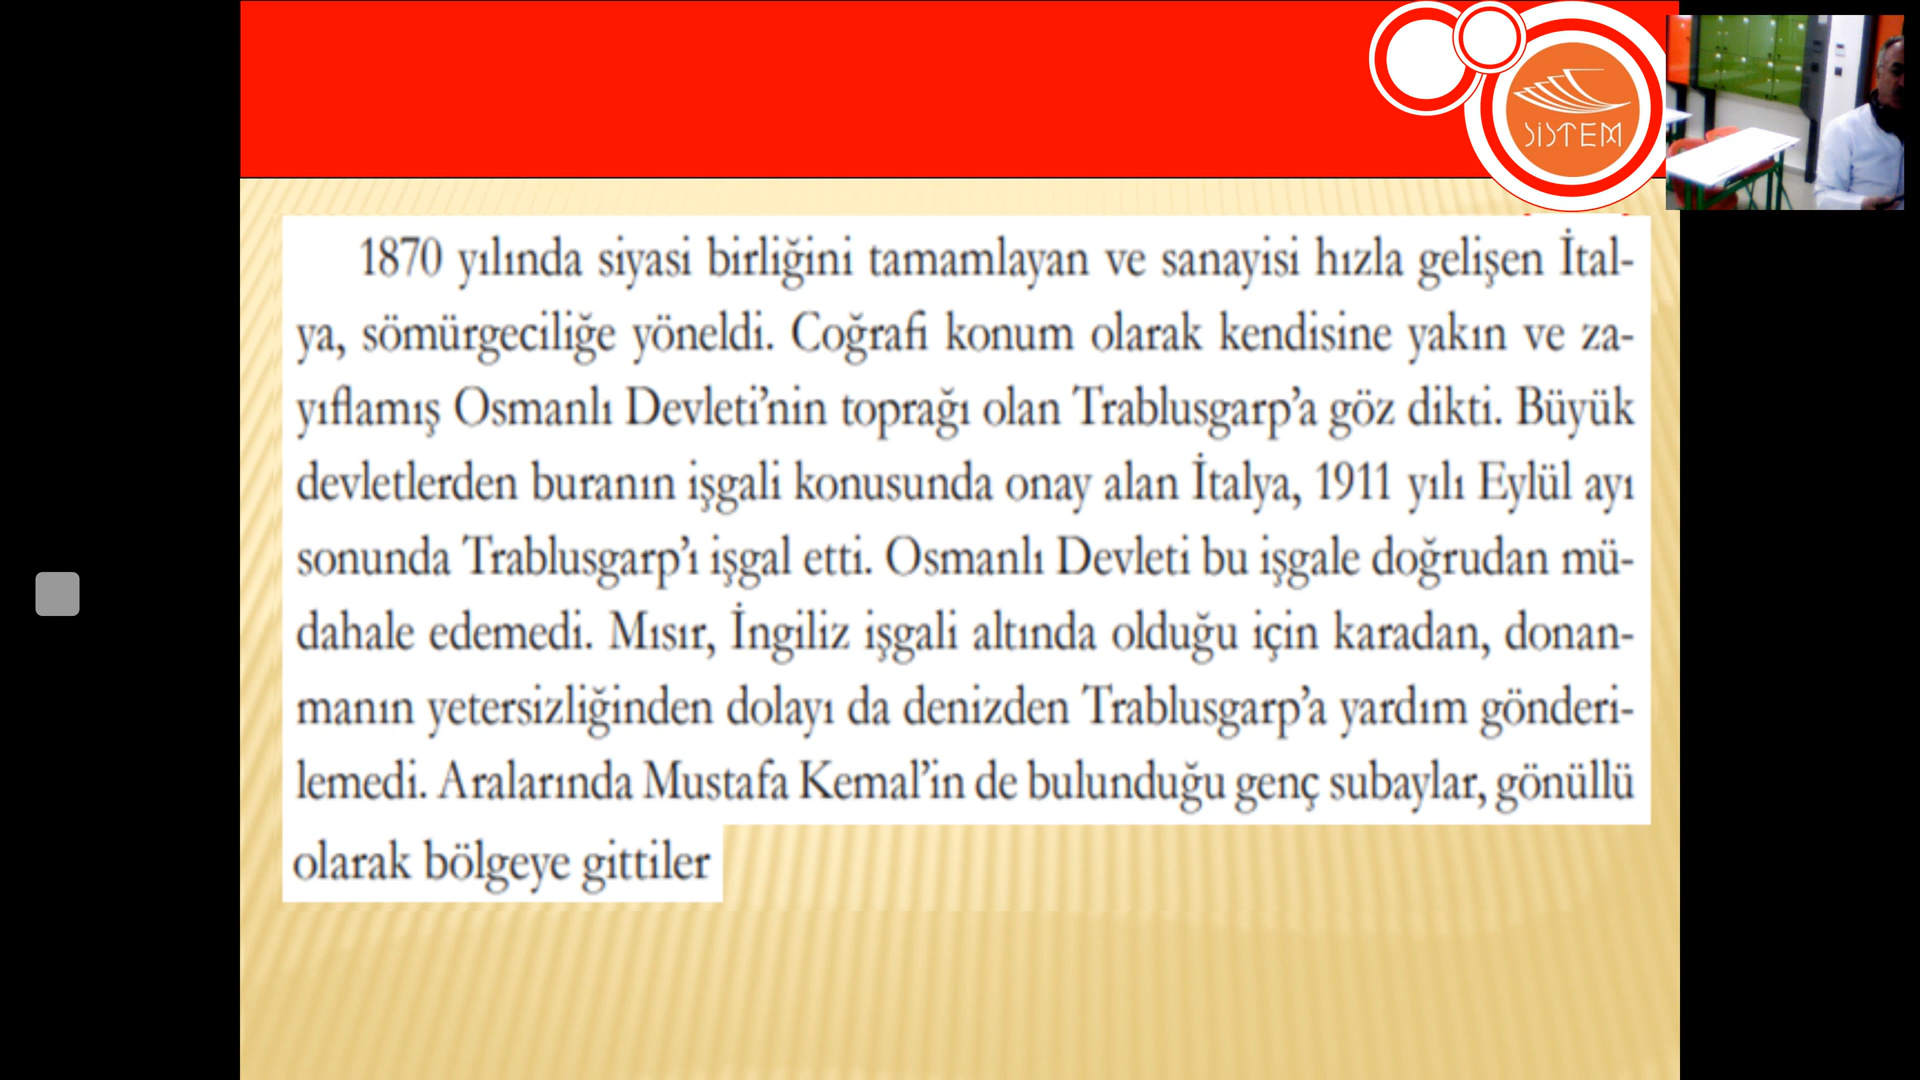 SİSTEM
1870 yılında siyasi birliğini tamamlayan ve sanayisi hızla gelişen İtal-
ya, sömürgeciliğe yöneldi. Coğrafi konum olarak kendisine yakın ve za-
yıflamış Osmanlı Devleti’nin toprağı olan Trablusgarp’a göz dikti. Büyük
devletlerden buranın işgali konusunda onay alan İtalya, 1911 yılı Eylül ayı
sonunda Trablusgarp’ı işgal etti. Osmanlı Devleti bu işgale doğrudan mü-
dahale edemedi. Mısır, İngiliz işgali altında olduğu için karadan, donan-
manın yetersizliğinden dolayı da denizden Trablusgarp’a yardım gönderi-
lemedi. Aralarında Mustafa Kemal’in de bulunduğu genç subaylar, gönüllü
olarak bölgeye gittiler